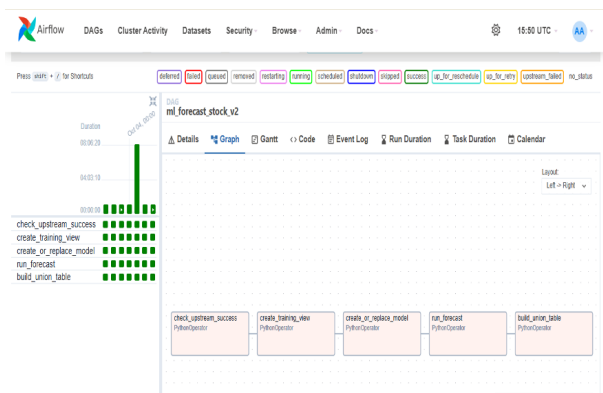 Airflow DAGs Cluster Activity Datasets Security Browse Admin Docs 15:50 UTC AA
Press shift + / for Shortcuts deferred failed queued removed restarting running scheduled shutdown skipped success up_for_reschedule up_for_retry upstream_failed no_status
DAG
ml_forecast_stock_v2
Duration
Oct 04, 00:00
04:03:10
00:00:00
Details Graph Gantt <> Code Event Log Run Duration Task Duration Calendar
Layout:
Left -> Right
check_upstream_success
create_training_view
create_or_replace_model
run_forecast
build_union_table
check_upstream_success
PythonOperator
create_training_view
PythonOperator
create_or_replace_model
PythonOperator
run_forecast
PythonOperator
build_union_table
PythonOperator